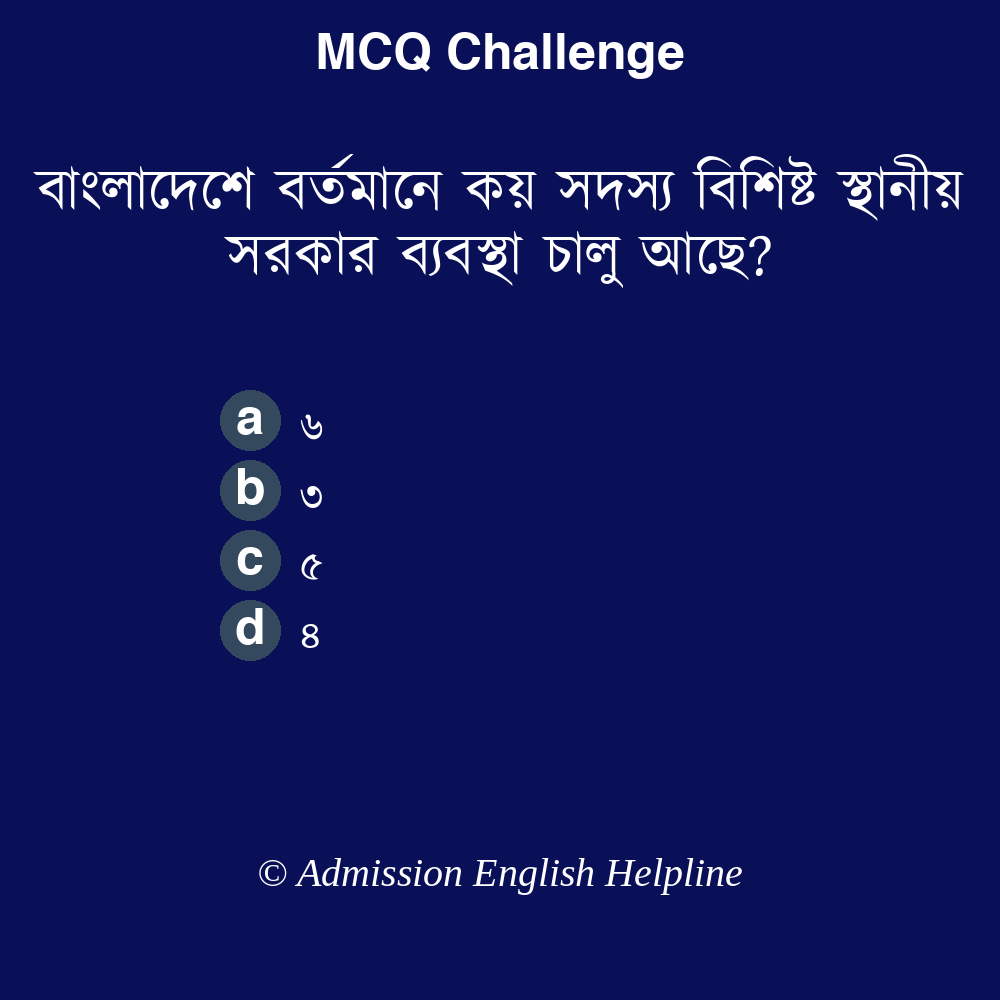 MCQ Challenge
বাংলাদেশে বর্তমানে কয় সদস্য বিশিষ্ট স্থানীয়
সরকার ব্যবস্থা চালু আছে?
a ৬
b ৩
c ৫
d ৪
© Admission English Helpline